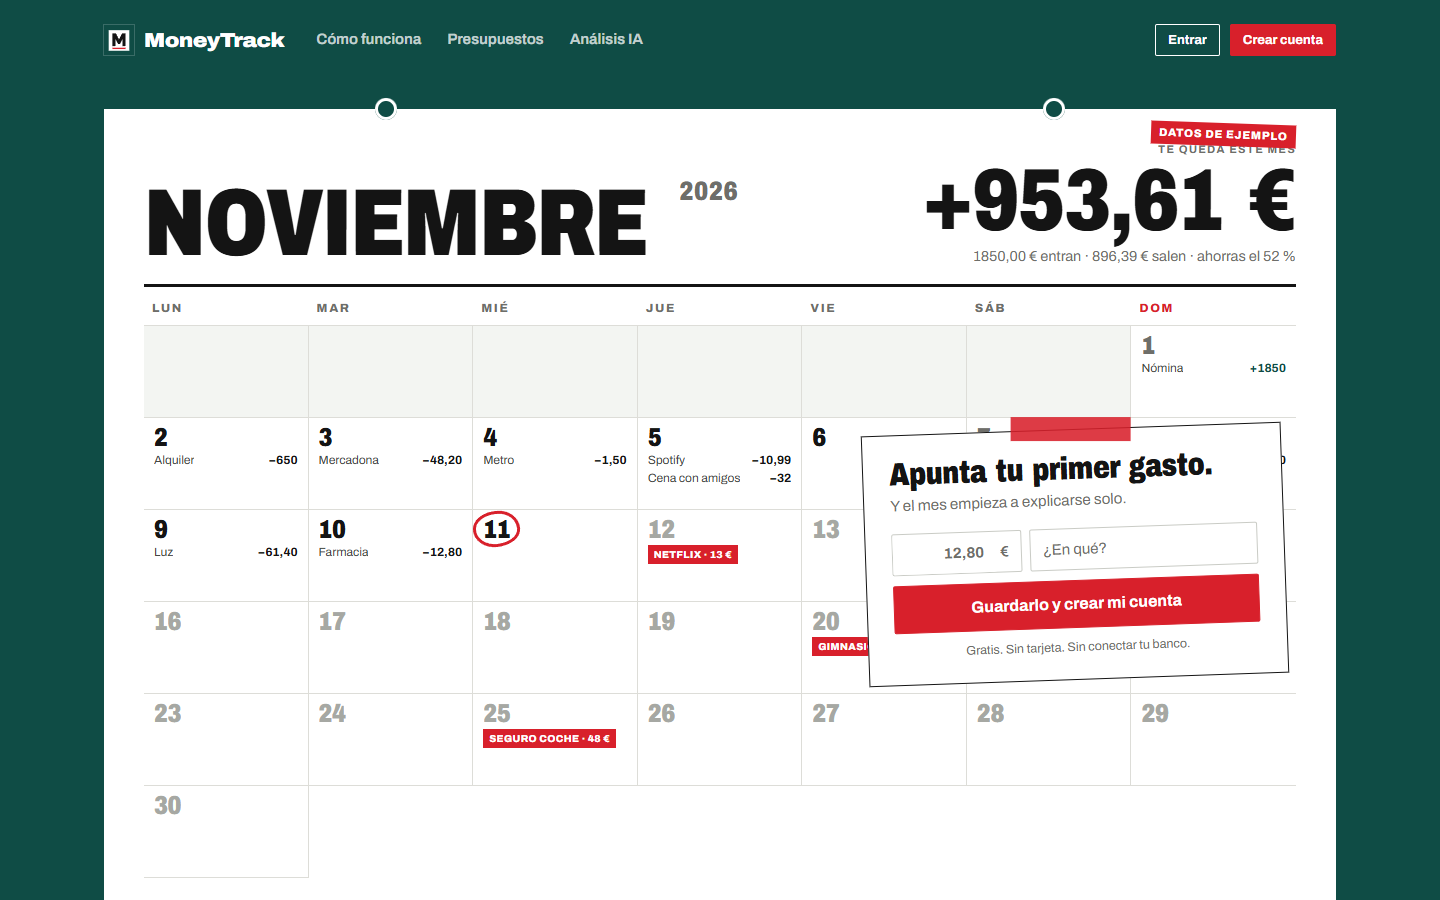 M MoneyTrack Cómo funciona Presupuestos Análisis IA Entrar Crear cuenta
DATOS DE EJEMPLO
TE QUEDA ESTE MES
NOVIEMBRE 2026 +953,61 €
1850,00 € entran · 896,39 € salen · ahorras el 52 %
LUN MAR MIÉ JUE VIE SÁB DOM
1
Nómina +1850
2 3 4 5 6
Alquiler −650 Mercadona −48,20 Metro −1,50 Spotify −10,99
Cena con amigos −32
Apunta tu primer gasto.
Y el mes empieza a explicarse solo.
12,80 € ¿En qué?
Guardarlo y crear mi cuenta
Gratis. Sin tarjeta. Sin conectar tu banco.
9 10 11 12 13
Luz −61,40 Farmacia −12,80 NETFLIX · 13 €
16 17 18 19 20
GIMNASI
23 24 25 26 27 28 29
SEGURO COCHE · 48 €
30